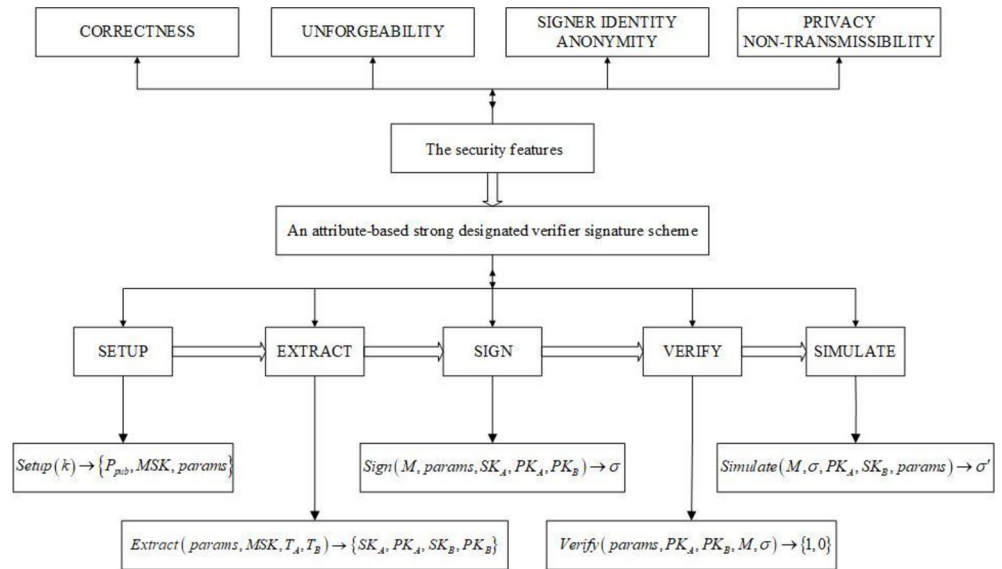 CORRECTNESS
UNFORGEABILITY
SIGNER IDENTITY
ANONYMITY
PRIVACY
NON-TRANSMISSIBILITY
The security features
An attribute-based strong designated verifier signature scheme
SETUP
EXTRACT
SIGN
VERIFY
SIMULATE
Setup(k)→{P_pub, MSK, params}
Sign(M, params, SK_A, PK_A, PK_B)→σ
Simulate(M, σ, PK_A, SK_B, params)→σ′
Extract(params, MSK, T_A, T_B)→{SK_A, PK_A, SK_B, PK_B}
Verify(params, PK_A, PK_B, M, σ)→{1,0}